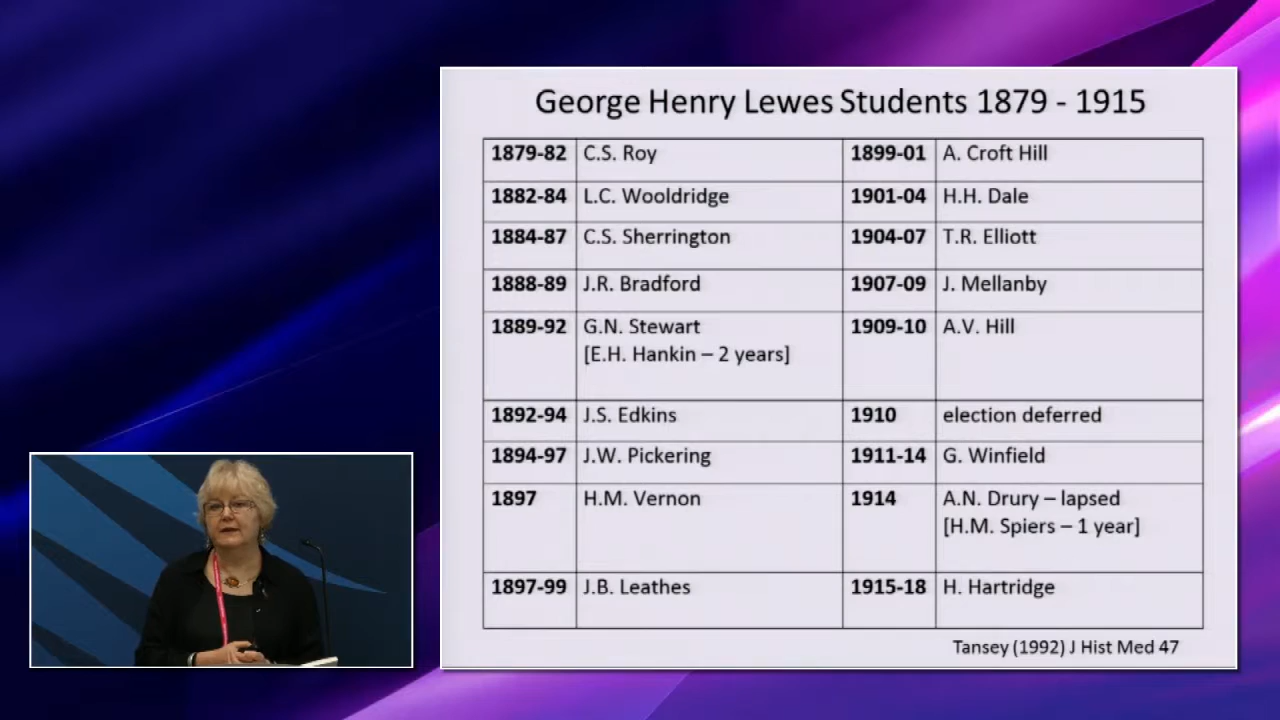 George Henry Lewes Students 1879 - 1915
1879-82 C.S. Roy 1899-01 A. Croft Hill
1882-84 L.C. Wooldridge 1901-04 H.H. Dale
1884-87 C.S. Sherrington 1904-07 T.R. Elliott
1888-89 J.R. Bradford 1907-09 J. Mellanby
1889-92 G.N. Stewart 1909-10 A.V. Hill
[E.H. Hankin – 2 years]
1892-94 J.S. Edkins 1910 election deferred
1894-97 J.W. Pickering 1911-14 G. Winfield
1897 H.M. Vernon 1914 A.N. Drury – lapsed
[H.M. Spiers – 1 year]
1897-99 J.B. Leathes 1915-18 H. Hartridge
Tansey (1992) J Hist Med 47